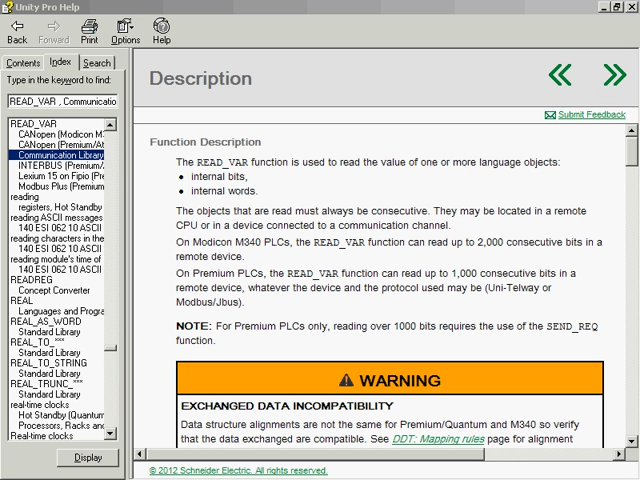 Unity Pro Help
Back
Forward
Print
Options
Help
Contents
Index
Search
Type in the keyword to find:
READ_VAR , Communicatio
READ_VAR
CANopen (Modicon M3
CANopen (Premium/At
Communication Library
INTERBUS (Premium/
Lexium 15 on Fipio (Pre
Modbus Plus (Premium/
reading
registers, Hot Standby
reading ASCII messages
140 ESI 062 10 ASCII
reading characters in the
140 ESI 062 10 ASCII
reading module's time of
140 ESI 062 10 ASCII
READREG
Concept Converter
REAL
Languages and Progra
REAL_AS_WORD
Standard Library
REAL_TO_***
Standard Library
REAL_TO_STRING
Standard Library
REAL_TRUNC_***
Standard Library
real-time clocks
Hot Standby (Quantum
Processors, Racks and
Real-time clocks
Display
Description
Submit Feedback
Function Description
The READ_VAR function is used to read the value of one or more language objects:
• internal bits,
• internal words.
The objects that are read must always be consecutive. They may be located in a remote
CPU or in a device connected to a communication channel.
On Modicon M340 PLCs, the READ_VAR function can read up to 2,000 consecutive bits in a
remote device.
On Premium PLCs, the READ_VAR function can read up to 1,000 consecutive bits in a
remote device, whatever the device and the protocol used may be (Uni-Telway or
Modbus/Jbus).
NOTE: For Premium PLCs only, reading over 1000 bits requires the use of the SEND_REQ
function.
WARNING
EXCHANGED DATA INCOMPATIBILITY
Data structure alignments are not the same for Premium/Quantum and M340 so verify
that the data exchanged are compatible. See DDT: Mapping rules page for alignment
© 2012 Schneider Electric. All rights reserved.